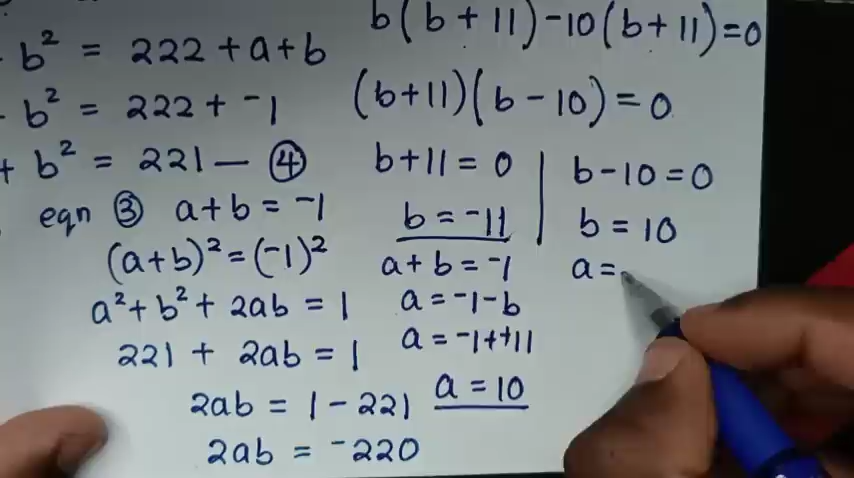 b² = 222 + a + b
b² = 222 + ⁻1
+ b² = 221 — ④
eqn ③ a + b = ⁻1
(a + b)² = (⁻1)²
a² + b² + 2ab = 1
221 + 2ab = 1
2ab = 1 - 221
2ab = ⁻220
b(b + 11) - 10(b + 11) = 0
(b + 11)(b - 10) = 0
b + 11 = 0
b = ⁻11
a + b = ⁻1
a = ⁻1 - b
a = ⁻1 + ⁺11
a = 10
b - 10 = 0
b = 10
a =